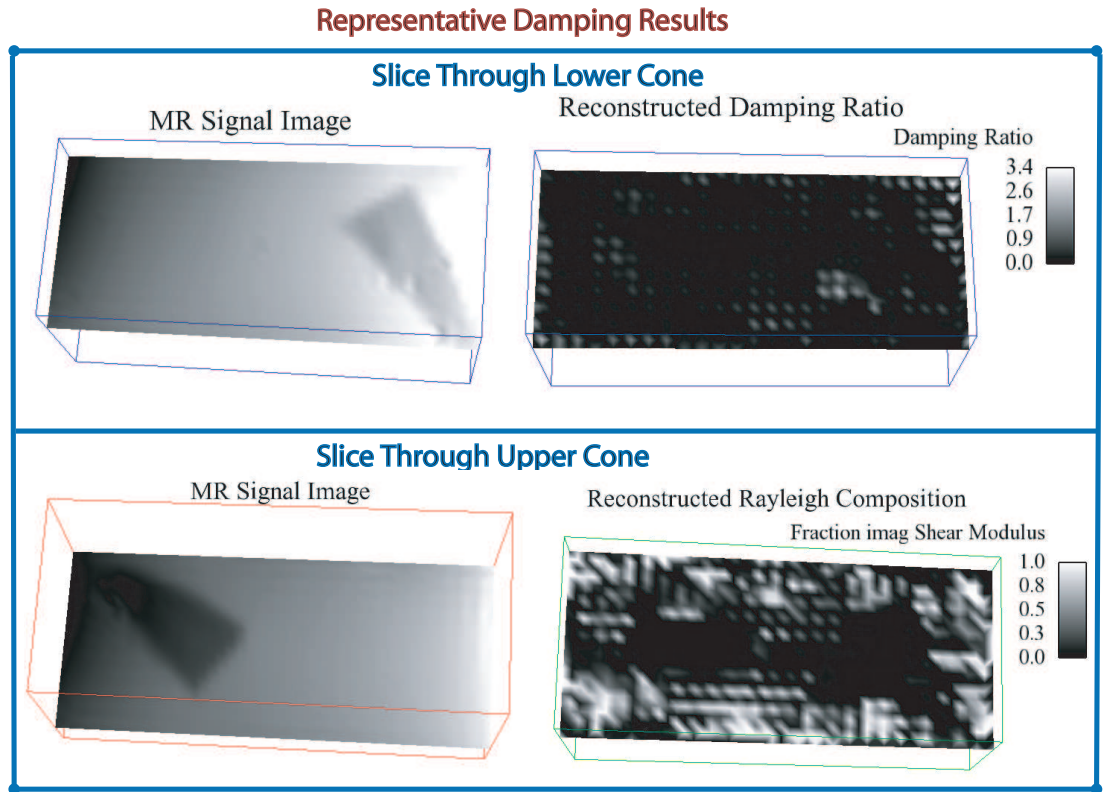 Representative Damping Results
Slice Through Lower Cone
MR Signal Image
Reconstructed Damping Ratio
Damping Ratio
3.4
2.6
1.7
0.9
0.0
Slice Through Upper Cone
MR Signal Image
Reconstructed Rayleigh Composition
Fraction imag Shear Modulus
1.0
0.8
0.5
0.3
0.0